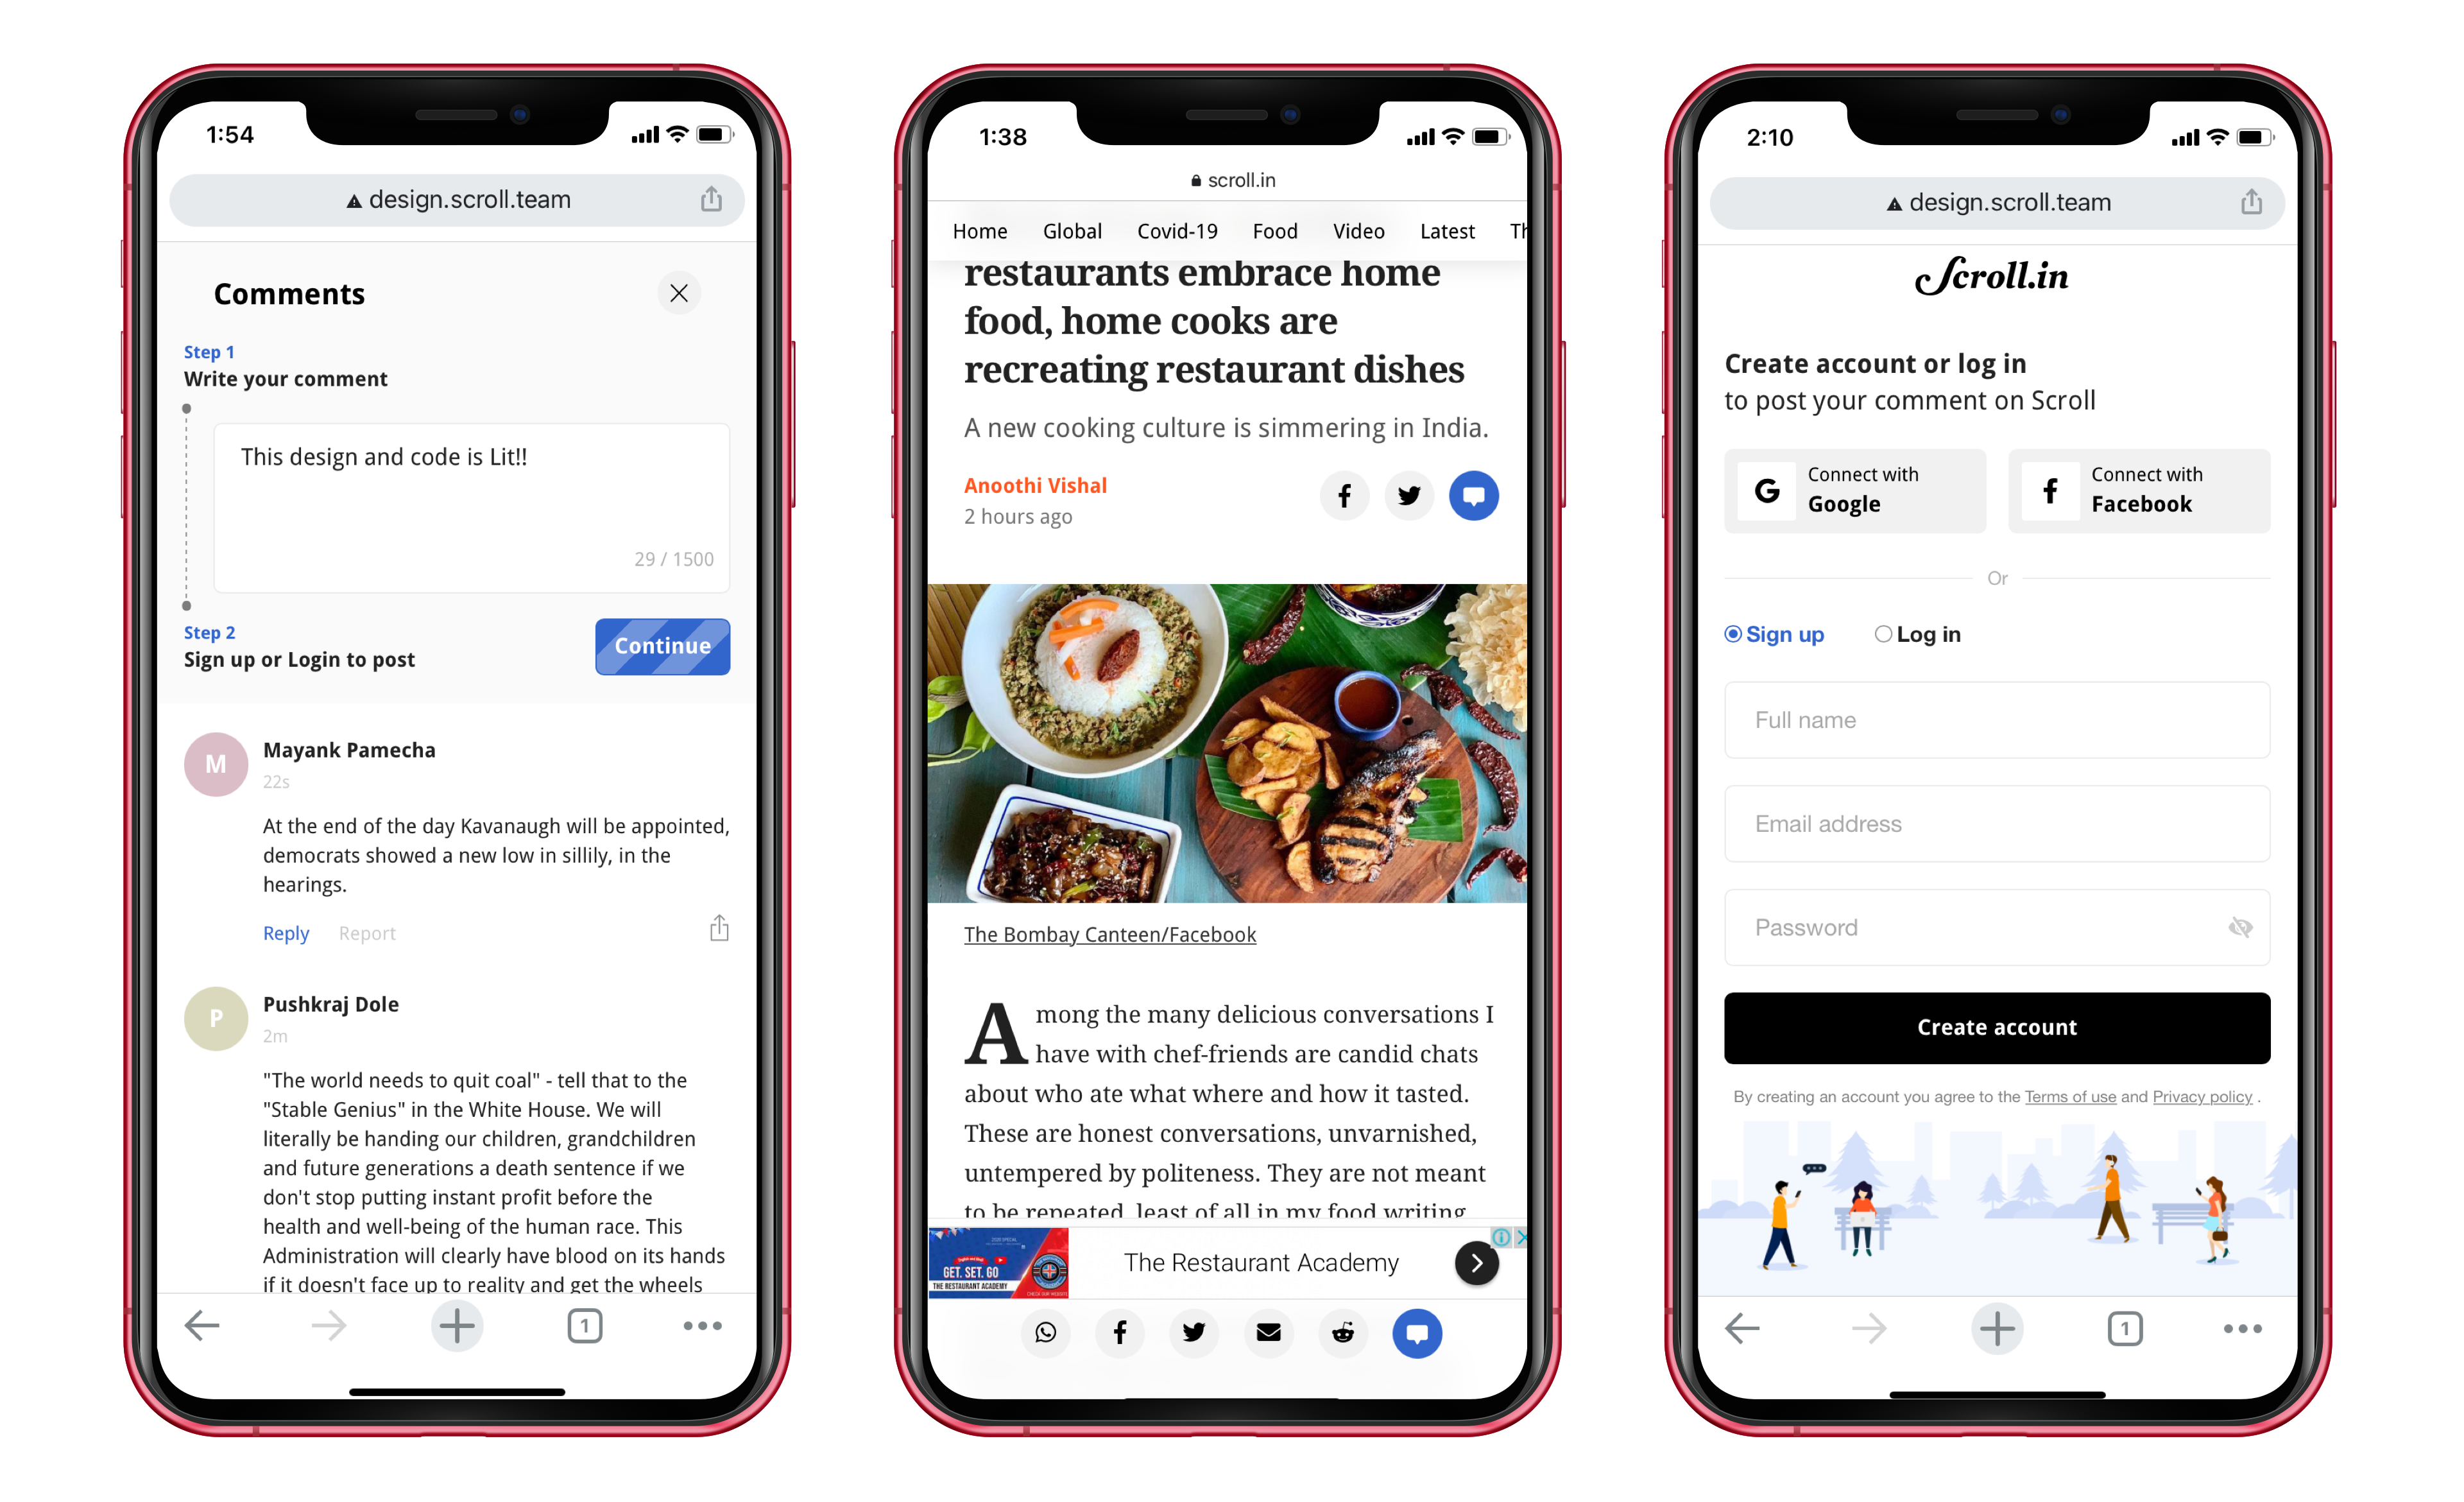 1:54
design.scroll.team
Comments
Step 1
Write your comment
This design and code is Lit!!
29 / 1500
Step 2
Sign up or Login to post
Continue
M
Mayank Pamecha
22s
At the end of the day Kavanaugh will be appointed,
democrats showed a new low in sillily, in the
hearings.
Reply Report
P
Pushkraj Dole
2m
"The world needs to quit coal" - tell that to the
"Stable Genius" in the White House. We will
literally be handing our children, grandchildren
and future generations a death sentence if we
don't stop putting instant profit before the
health and well-being of the human race. This
Administration will clearly have blood on its hands
if it doesn't face up to reality and get the wheels
1
1:38
scroll.in
Home Global Covid-19 Food Video Latest Th
restaurants embrace home
food, home cooks are
recreating restaurant dishes
A new cooking culture is simmering in India.
Anoothi Vishal
2 hours ago
The Bombay Canteen/Facebook
Among the many delicious conversations I
have with chef-friends are candid chats
about who ate what where and how it tasted.
These are honest conversations, unvarnished,
untempered by politeness. They are not meant
to be repeated, least of all in my food writing
GET. SET. GO
THE RESTAURANT ACADEMY
CHECK OUR WEBSITE
The Restaurant Academy
2:10
design.scroll.team
Scroll.in
Create account or log in
to post your comment on Scroll
G
Connect with
Google
f
Connect with
Facebook
Or
Sign up Log in
Full name
Email address
Password
Create account
By creating an account you agree to the Terms of use and Privacy policy .
1